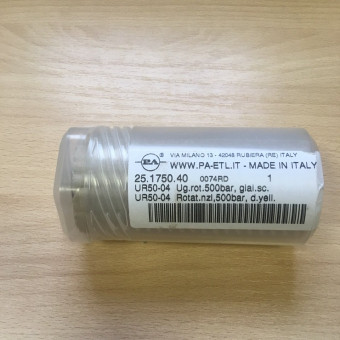 PA ® VIA MILANO 13 - 42048 RUBIERA (RE) ITALY
WWW.PA-ETL.IT - MADE IN ITALY
25.1750.40 0074RD 1
UR50-04 Ug.rot.500bar, gial.sc.
UR50-04 Rotat.nzl,500bar, d.yell.